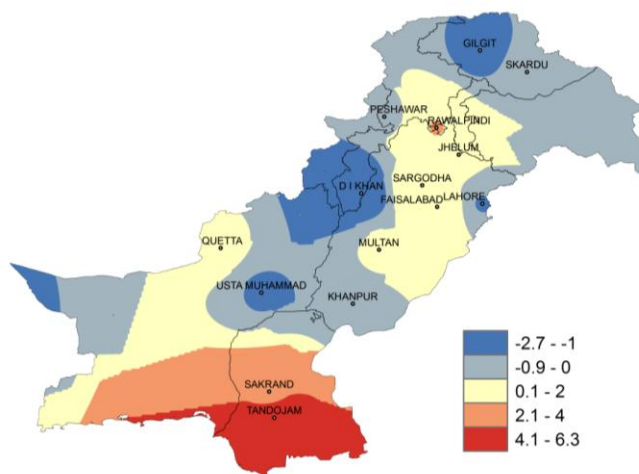 GILGIT
SKARDU
PESHAWAR
RAWALPINDI
JHBLUM
D I KHAN
SARGODHA
FAISALABAD
LAHORE
QUETTA
MULTAN
USTA MUHAMMAD
KHANPUR
SAKRAND
TANDOJAM
-2.7 - -1
-0.9 - 0
0.1 - 2
2.1 - 4
4.1 - 6.3